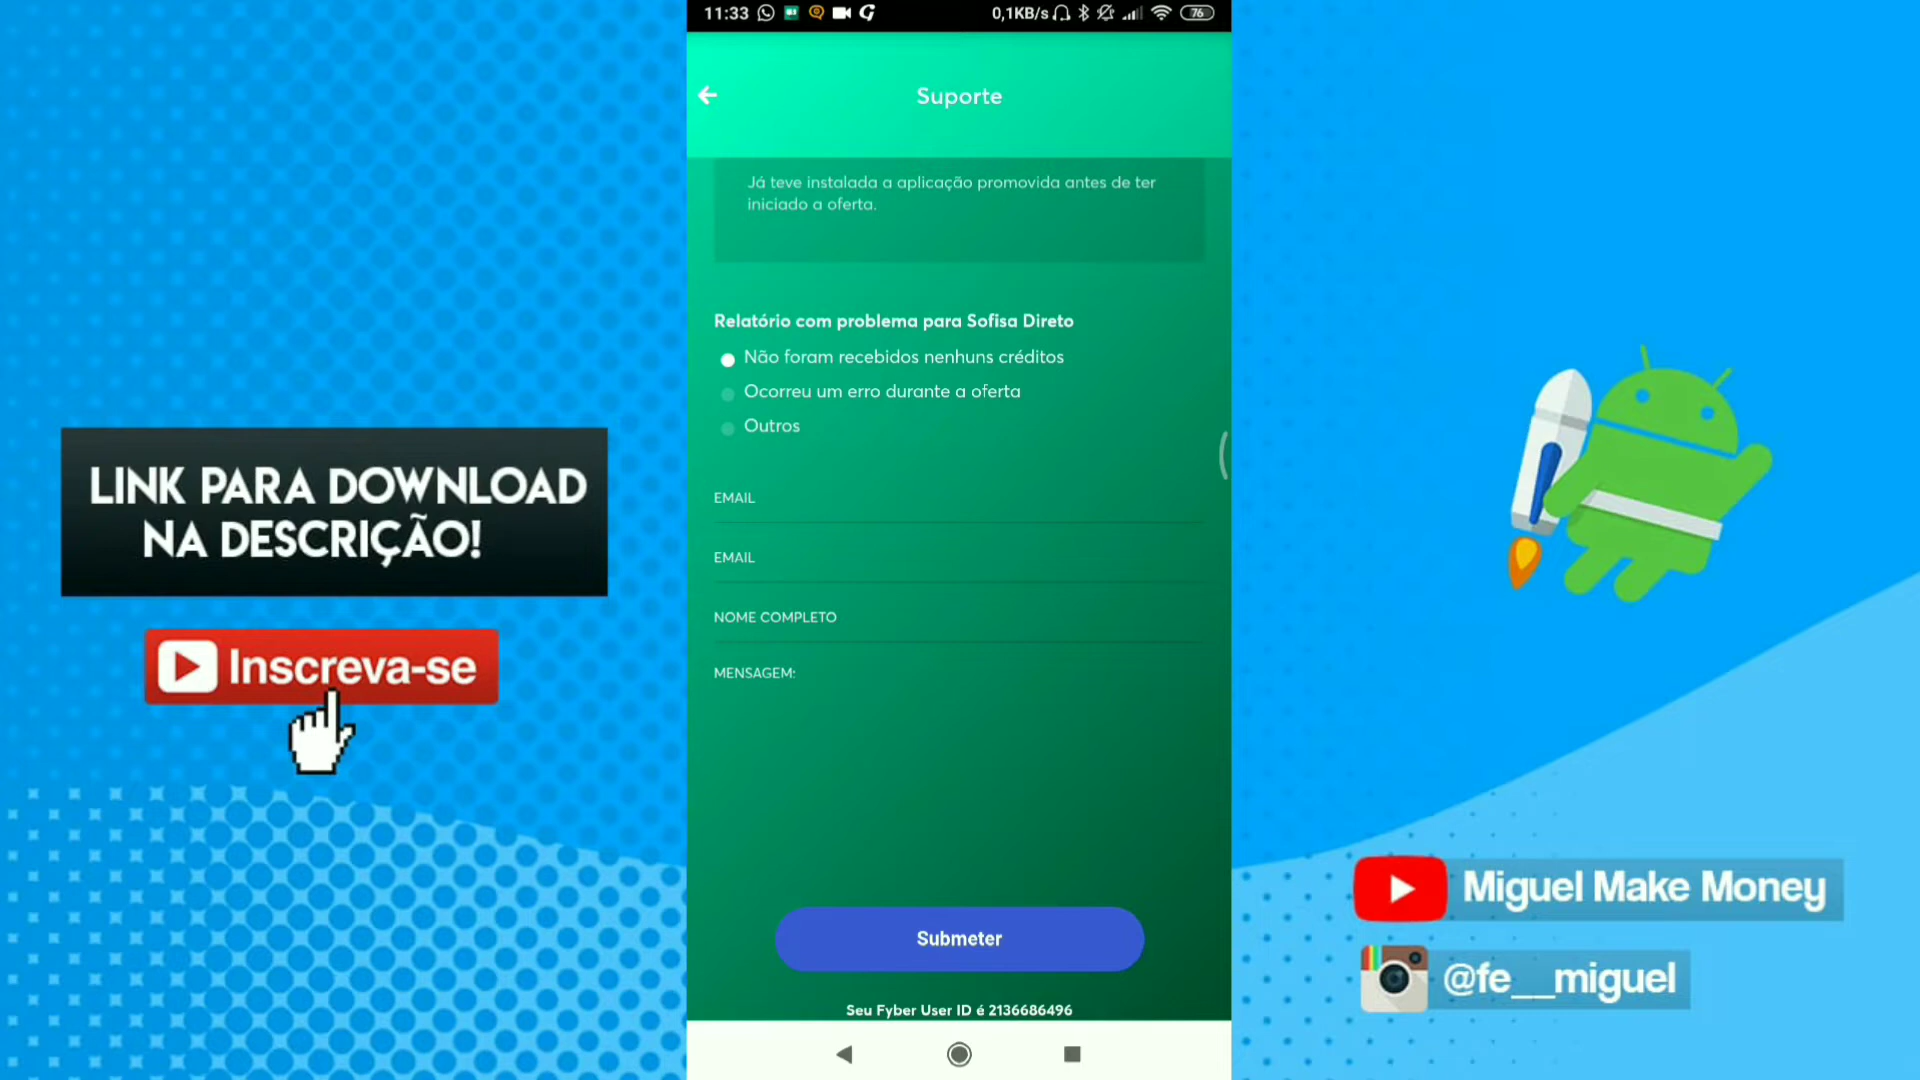 11:33
0,1KB/s
76
Suporte
Já teve instalada a aplicação promovida antes de ter
iniciado a oferta.
Relatório com problema para Sofisa Direto
Não foram recebidos nenhuns créditos
Ocorreu um erro durante a oferta
Outros
EMAIL
EMAIL
NOME COMPLETO
MENSAGEM:
Submeter
Seu Fyber User ID é 2136686496
LINK PARA DOWNLOAD
NA DESCRIÇÃO!
Inscreva-se
Miguel Make Money
@fe__miguel